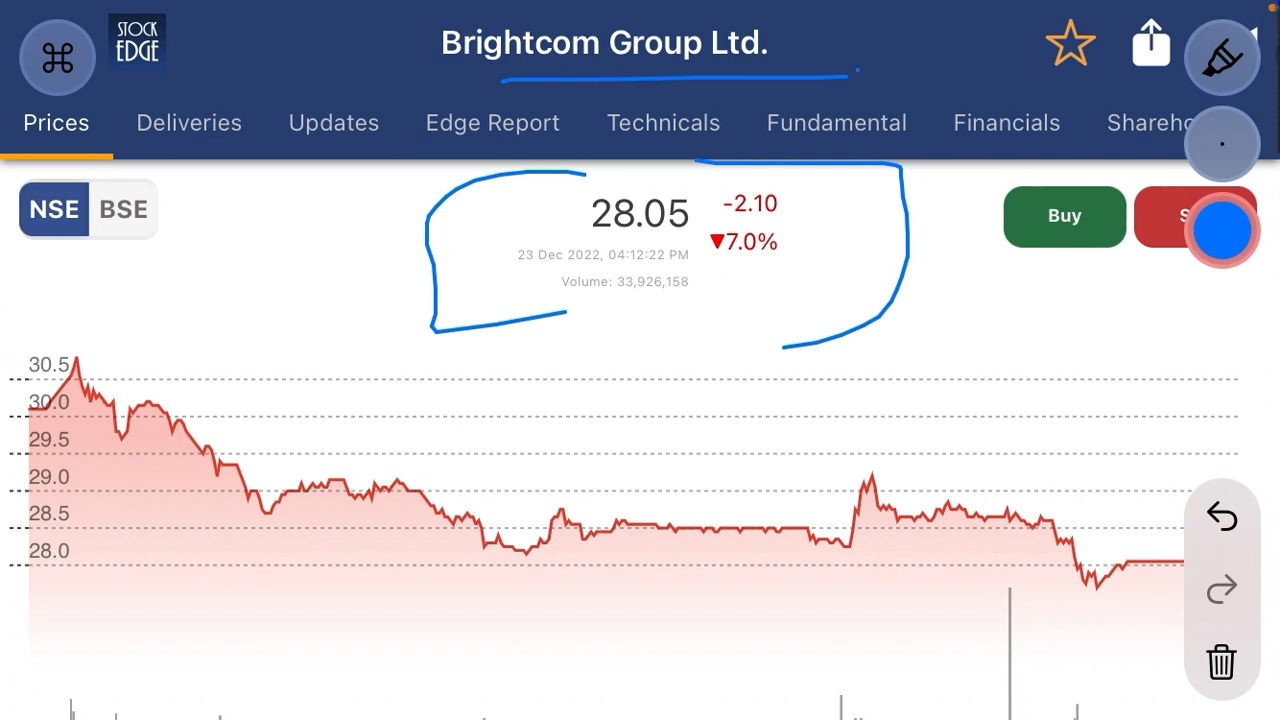 STOCK
EDGE
Brightcom Group Ltd.
Prices
Deliveries
Updates
Edge Report
Technicals
Fundamental
Financials
NSE
BSE
28.05
-2.10
▼7.0%
23 Dec 2022, 04:12:22 PM
Volume: 33,926,158
Buy
30.5
30.0
29.5
29.0
28.5
28.0